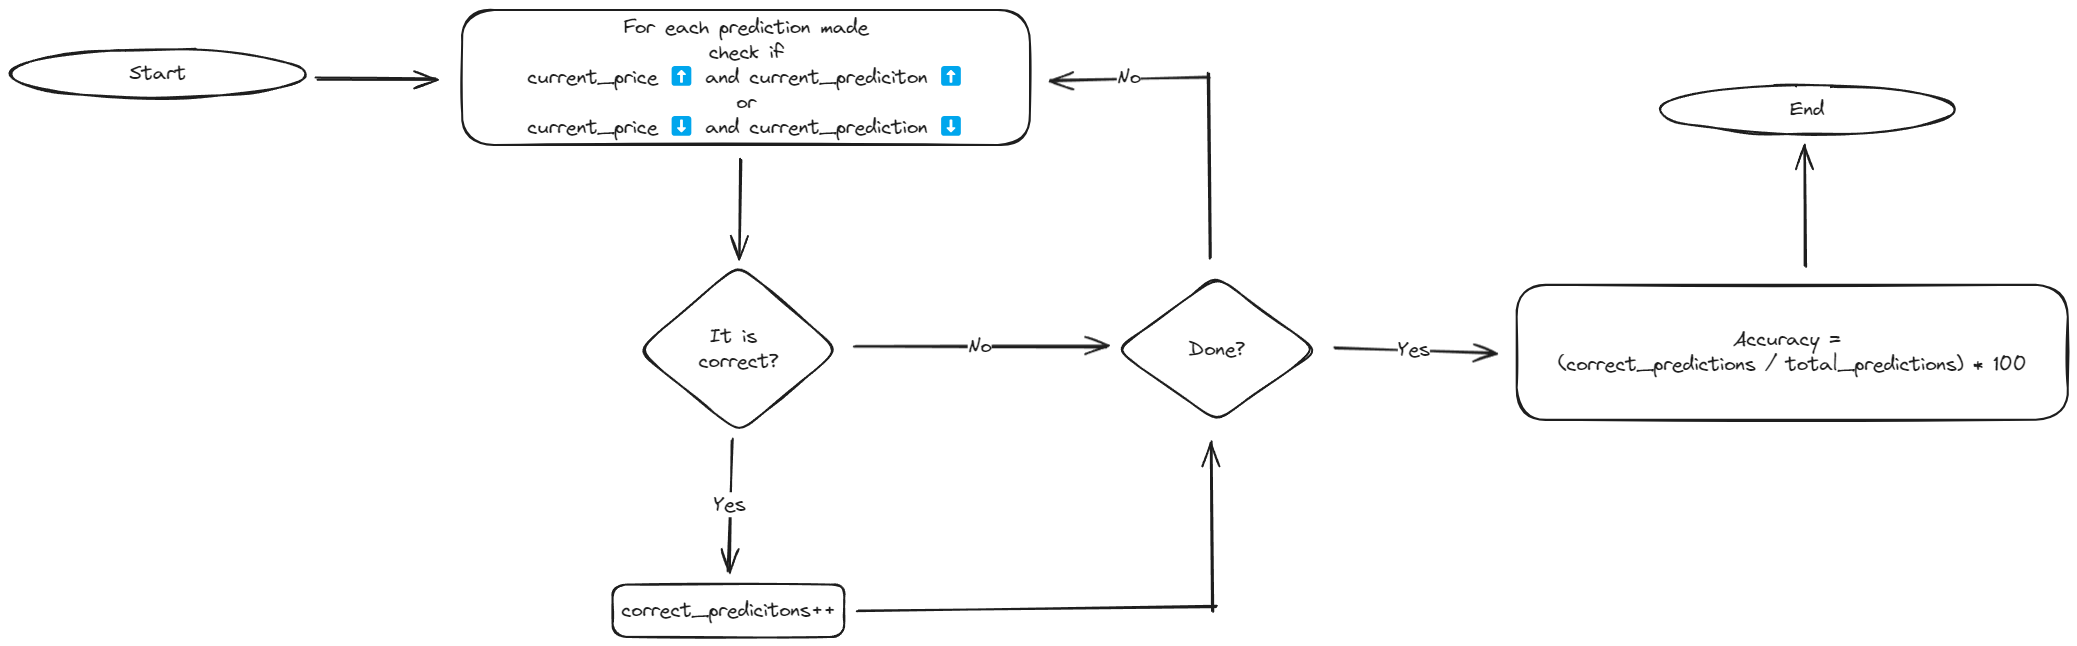 Start
For each prediction made
check if
current_price ⬆️ and current_prediciton ⬆️
or
current_price ⬇️ and current_prediction ⬇️
No
End
It is
correct?
No
Done?
Yes
Accuracy =
(correct_predictions / total_predictions) * 100
Yes
correct_predicitons++